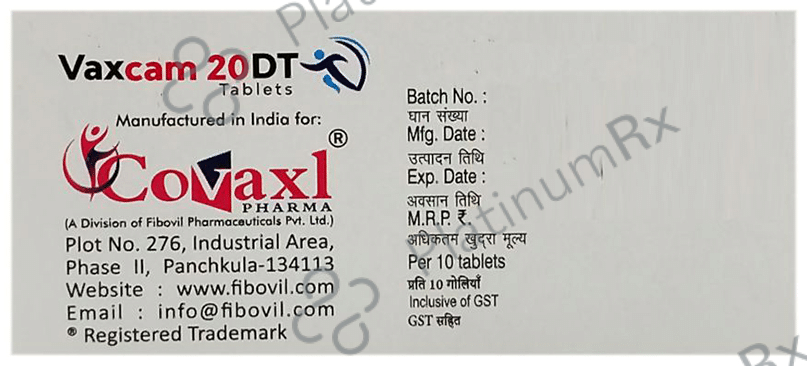 Vaxcam 20 DT
Tablets
Manufactured in India for:
Covaxl ®
PHARMA
(A Division of Fibovil Pharmaceuticals Pvt. Ltd.)
Plot No. 276, Industrial Area,
Phase II, Panchkula-134113
Website : www.fibovil.com
Email : info@fibovil.com
® Registered Trademark
Batch No. :
घान संख्या
Mfg. Date :
उत्पादन तिथि
Exp. Date :
अवसान तिथि
M.R.P. ₹.
अधिकतम खुदरा मूल्य
Per 10 tablets
प्रति 10 गोलियाँ
Inclusive of GST
GST सहित
PlatinumRx